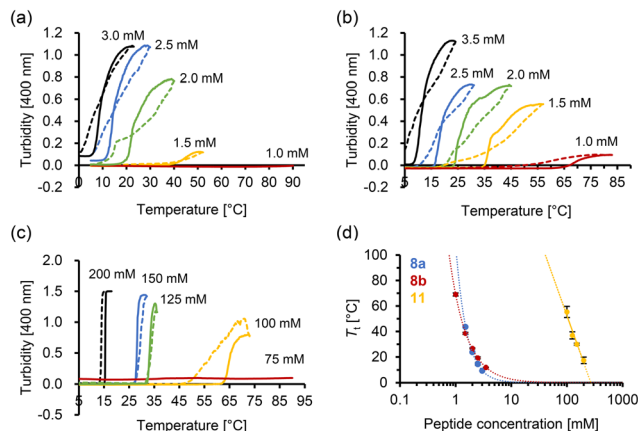 (a)
1.2
1.0
0.8
0.6
0.4
0.2
0.0
-0.2
Turbidity [400 nm]
3.0 mM
2.5 mM
2.0 mM
1.5 mM
1.0 mM
0 10 20 30 40 50 60 70 80 90
Temperature [°C]
(b)
1.2
1.0
0.8
0.6
0.4
0.2
0.0
-0.2
Turbidity [400 nm]
3.5 mM
2.5 mM
2.0 mM
1.5 mM
1.0 mM
5 15 25 35 45 55 65 75 85
Temperature [°C]
(c)
2.0
1.5
1.0
0.5
0.0
-0.5
Turbidity [400 nm]
200 mM
150 mM
125 mM
100 mM
75 mM
5 15 25 35 45 55 65 75 85 95
Temperature [°C]
(d)
100
80
60
40
20
0
Tt [°C]
8a
8b
11
0.1 1 10 100 1000
Peptide concentration [mM]